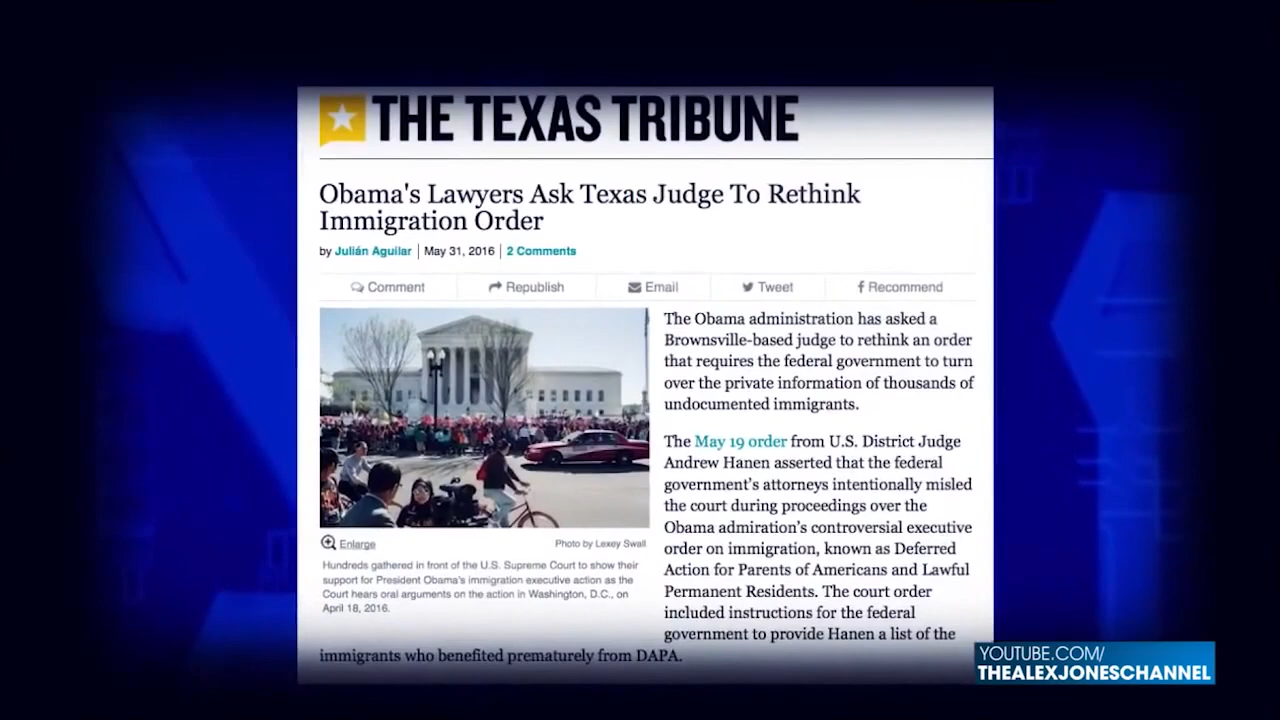 THE TEXAS TRIBUNE
Obama's Lawyers Ask Texas Judge To Rethink
Immigration Order
by Julián Aguilar | May 31, 2016 | 2 Comments
Comment Republish Email Tweet Recommend
The Obama administration has asked a
Brownsville-based judge to rethink an order
that requires the federal government to turn
over the private information of thousands of
undocumented immigrants.
The May 19 order from U.S. District Judge
Andrew Hanen asserted that the federal
government's attorneys intentionally misled
the court during proceedings over the
Obama admiration's controversial executive
order on immigration, known as Deferred
Action for Parents of Americans and Lawful
Permanent Residents. The court order
included instructions for the federal
government to provide Hanen a list of the
immigrants who benefited prematurely from DAPA.
Enlarge Photo by Lexey Swall
Hundreds gathered in front of the U.S. Supreme Court to show their
support for President Obama's immigration executive action as the
Court hears oral arguments on the action in Washington, D.C., on
April 18, 2016.
YOUTUBE.COM/
THEALEXJONESCHANNEL